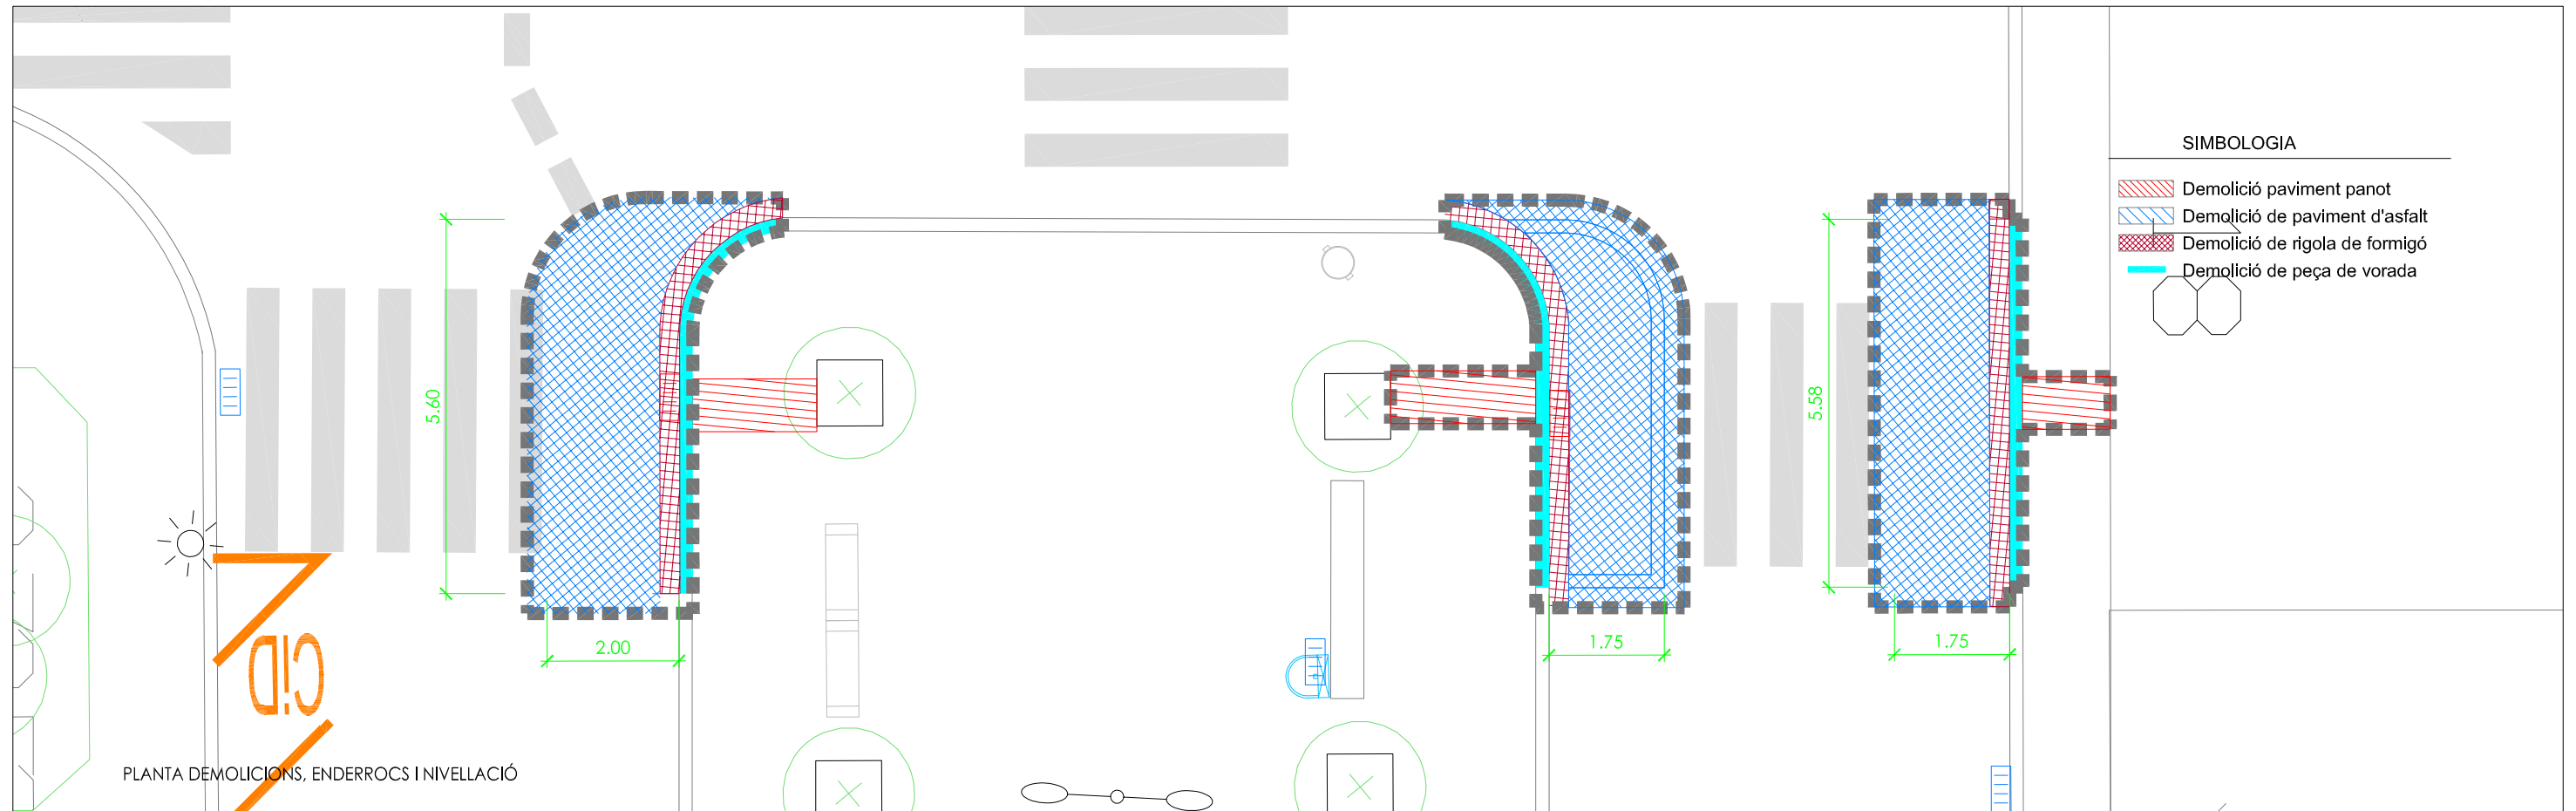 SIMBOLOGIA
Demolició paviment panot
Demolició de paviment d'asfalt
Demolició de rigola de formigó
Demolició de peça de vorada
5.60
5.58
2.00
1.75
1.75
PLANTA DEMOLICIONS, ENDERROCS I NIVELLACIÓ